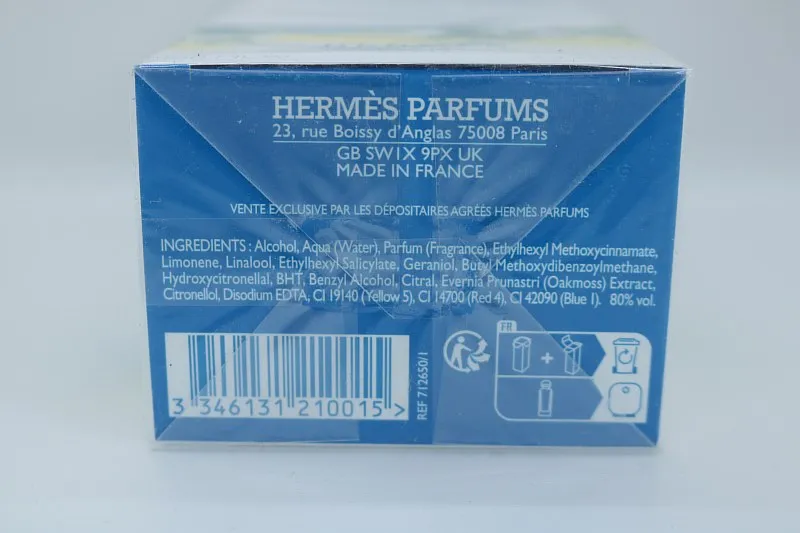 HERMÈS PARFUMS
23, rue Boissy d'Anglas 75008 Paris
GB SW1X 9PX UK
MADE IN FRANCE
VENTE EXCLUSIVE PAR LES DÉPOSITAIRES AGRÉÉS HERMÈS PARFUMS
INGREDIENTS : Alcohol, Aqua (Water), Parfum (Fragrance), Ethylhexyl Methoxycinnamate,
Limonene, Linalool, Ethylhexyl Salicylate, Geraniol, Butyl Methoxydibenzoylmethane,
Hydroxycitronellal, BHT, Benzyl Alcohol, Citral, Evernia Prunastri (Oakmoss) Extract,
Citronellol, Disodium EDTA, CI 19140 (Yellow 5), CI 14700 (Red 4), CI 42090 (Blue 1). 80% vol.
3 346131 210015 >
REF 712650/1
FR
+